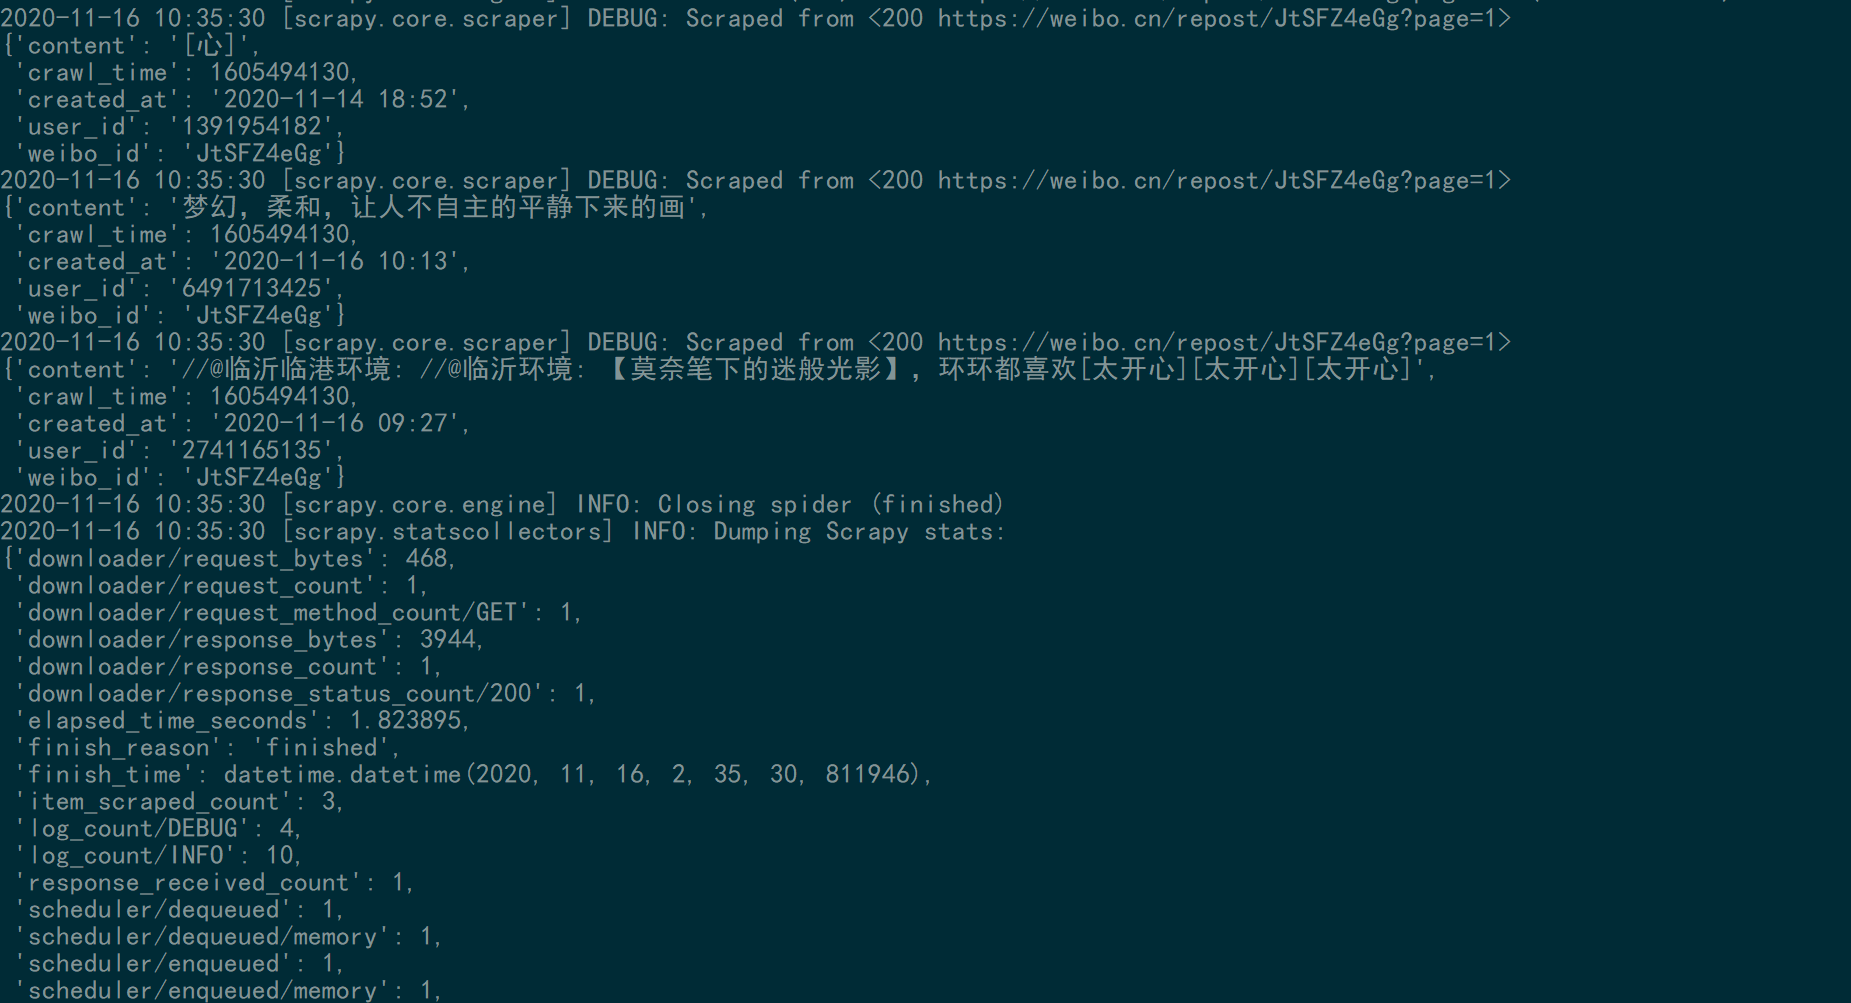 2020-11-16 10:35:30 [scrapy.core.scraper] DEBUG: Scraped from <200 https://weibo.cn/repost/JtSFZ4eGg?page=1>
{'content': '[心]',
 'crawl_time': 1605494130,
 'created_at': '2020-11-14 18:52',
 'user_id': '1391954182',
 'weibo_id': 'JtSFZ4eGg'}
2020-11-16 10:35:30 [scrapy.core.scraper] DEBUG: Scraped from <200 https://weibo.cn/repost/JtSFZ4eGg?page=1>
{'content': '梦幻，柔和，让人不自主的平静下来的画',
 'crawl_time': 1605494130,
 'created_at': '2020-11-16 10:13',
 'user_id': '6491713425',
 'weibo_id': 'JtSFZ4eGg'}
2020-11-16 10:35:30 [scrapy.core.scraper] DEBUG: Scraped from <200 https://weibo.cn/repost/JtSFZ4eGg?page=1>
{'content': '//@临沂临港环境: //@临沂环境: 【莫奈笔下的迷般光影】，环环都喜欢[太开心][太开心][太开心]',
 'crawl_time': 1605494130,
 'created_at': '2020-11-16 09:27',
 'user_id': '2741165135',
 'weibo_id': 'JtSFZ4eGg'}
2020-11-16 10:35:30 [scrapy.core.engine] INFO: Closing spider (finished)
2020-11-16 10:35:30 [scrapy.statscollectors] INFO: Dumping Scrapy stats:
{'downloader/request_bytes': 468,
 'downloader/request_count': 1,
 'downloader/request_method_count/GET': 1,
 'downloader/response_bytes': 3944,
 'downloader/response_count': 1,
 'downloader/response_status_count/200': 1,
 'elapsed_time_seconds': 1.823895,
 'finish_reason': 'finished',
 'finish_time': datetime.datetime(2020, 11, 16, 2, 35, 30, 811946),
 'item_scraped_count': 3,
 'log_count/DEBUG': 4,
 'log_count/INFO': 10,
 'response_received_count': 1,
 'scheduler/dequeued': 1,
 'scheduler/dequeued/memory': 1,
 'scheduler/enqueued': 1,
 'scheduler/enqueued/memory': 1,